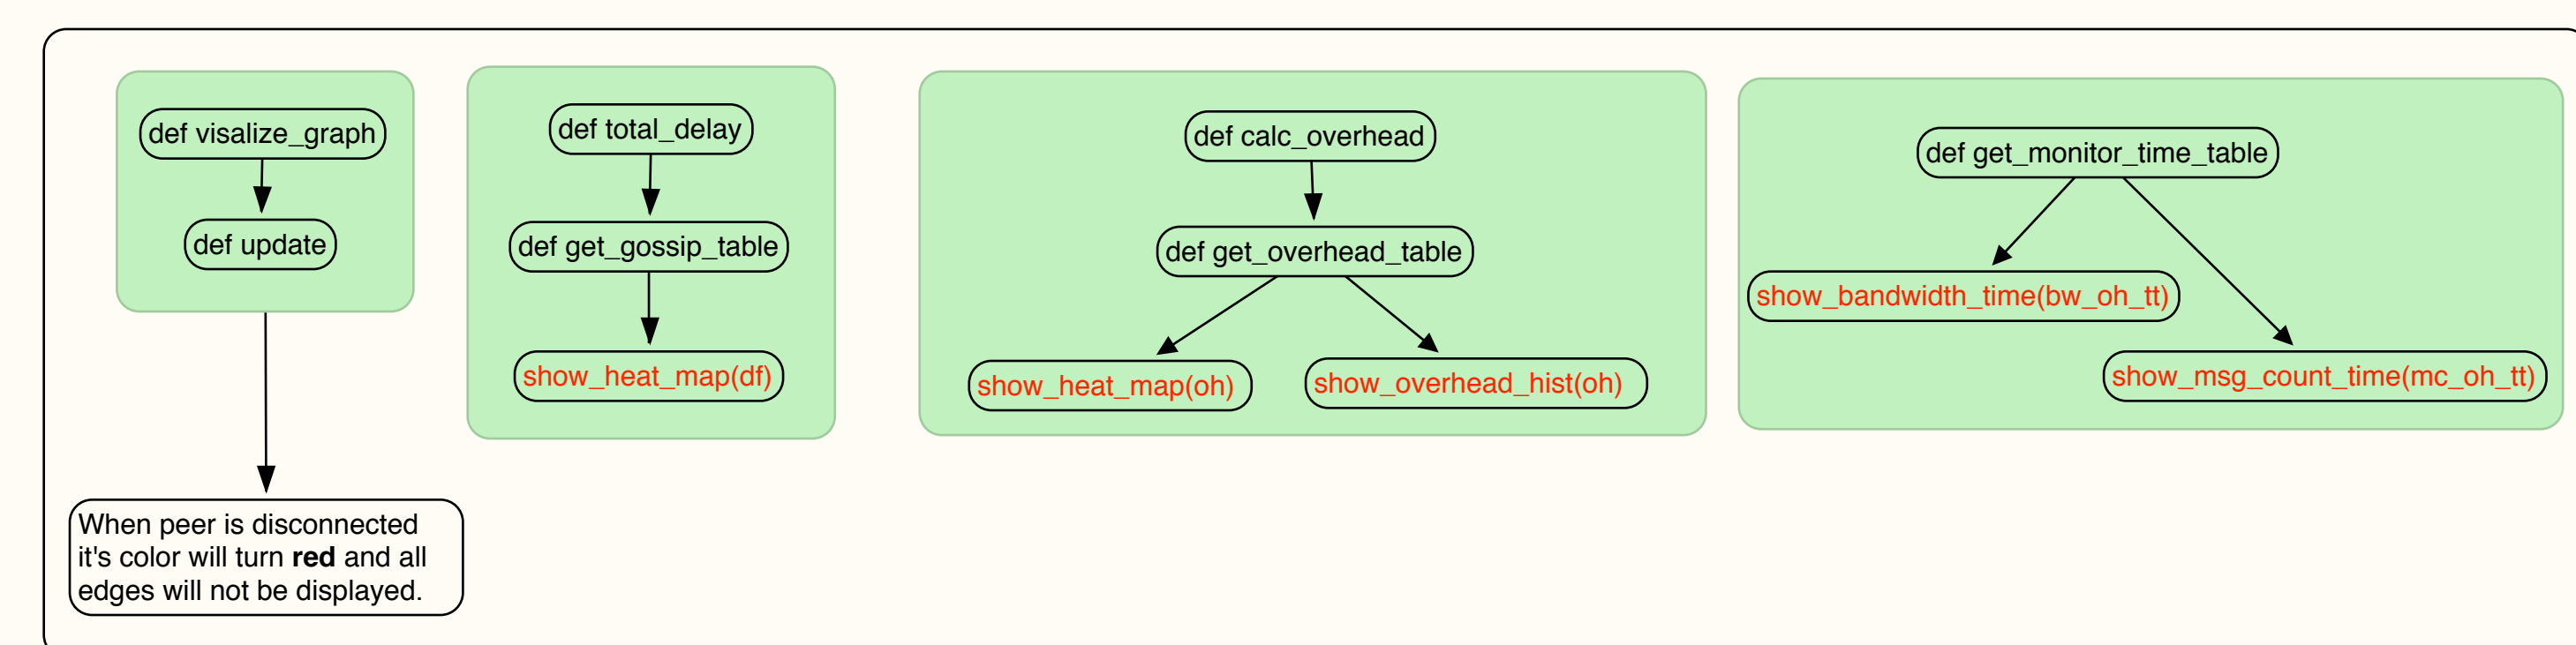 def visalize_graph
def update
When peer is disconnected
it's color will turn red and all
edges will not be displayed.
def total_delay
def get_gossip_table
show_heat_map(df)
def calc_overhead
def get_overhead_table
show_heat_map(oh)
show_overhead_hist(oh)
def get_monitor_time_table
show_bandwidth_time(bw_oh_tt)
show_msg_count_time(mc_oh_tt)